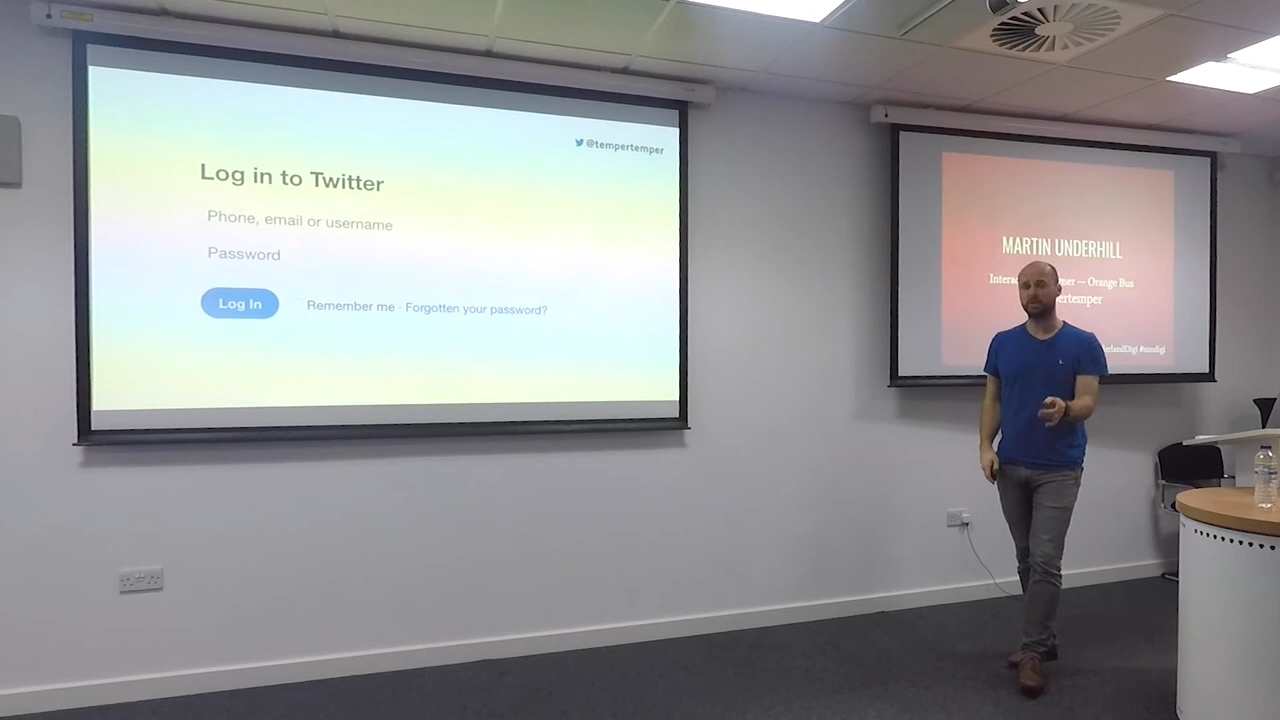 @tempertemper
Log in to Twitter
Phone, email or username
Password
Log In
Remember me · Forgotten your password?
MARTIN UNDERHILL
Orange Bus
#sundigi